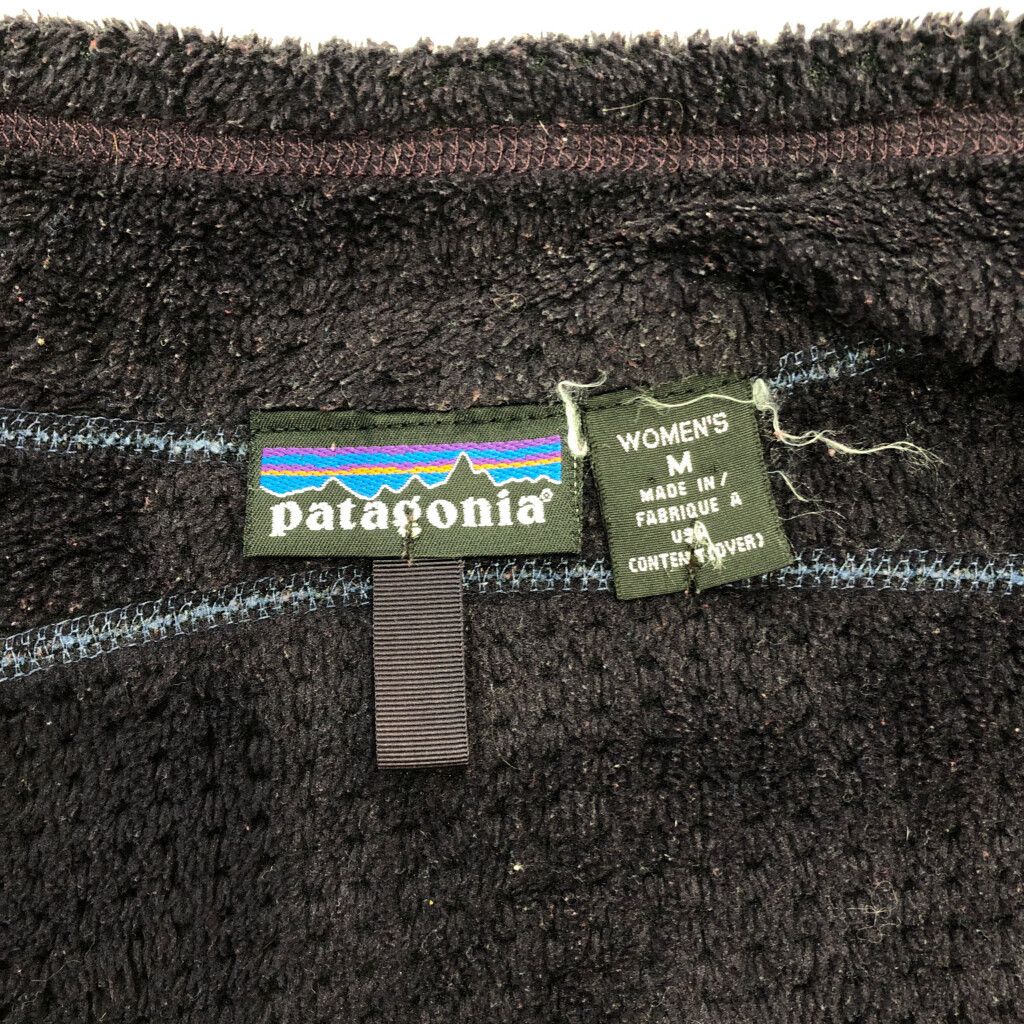 patagonia®
WOMEN'S
M
MADE IN/
FABRIQUE A
USA
CONTENT (OVER)